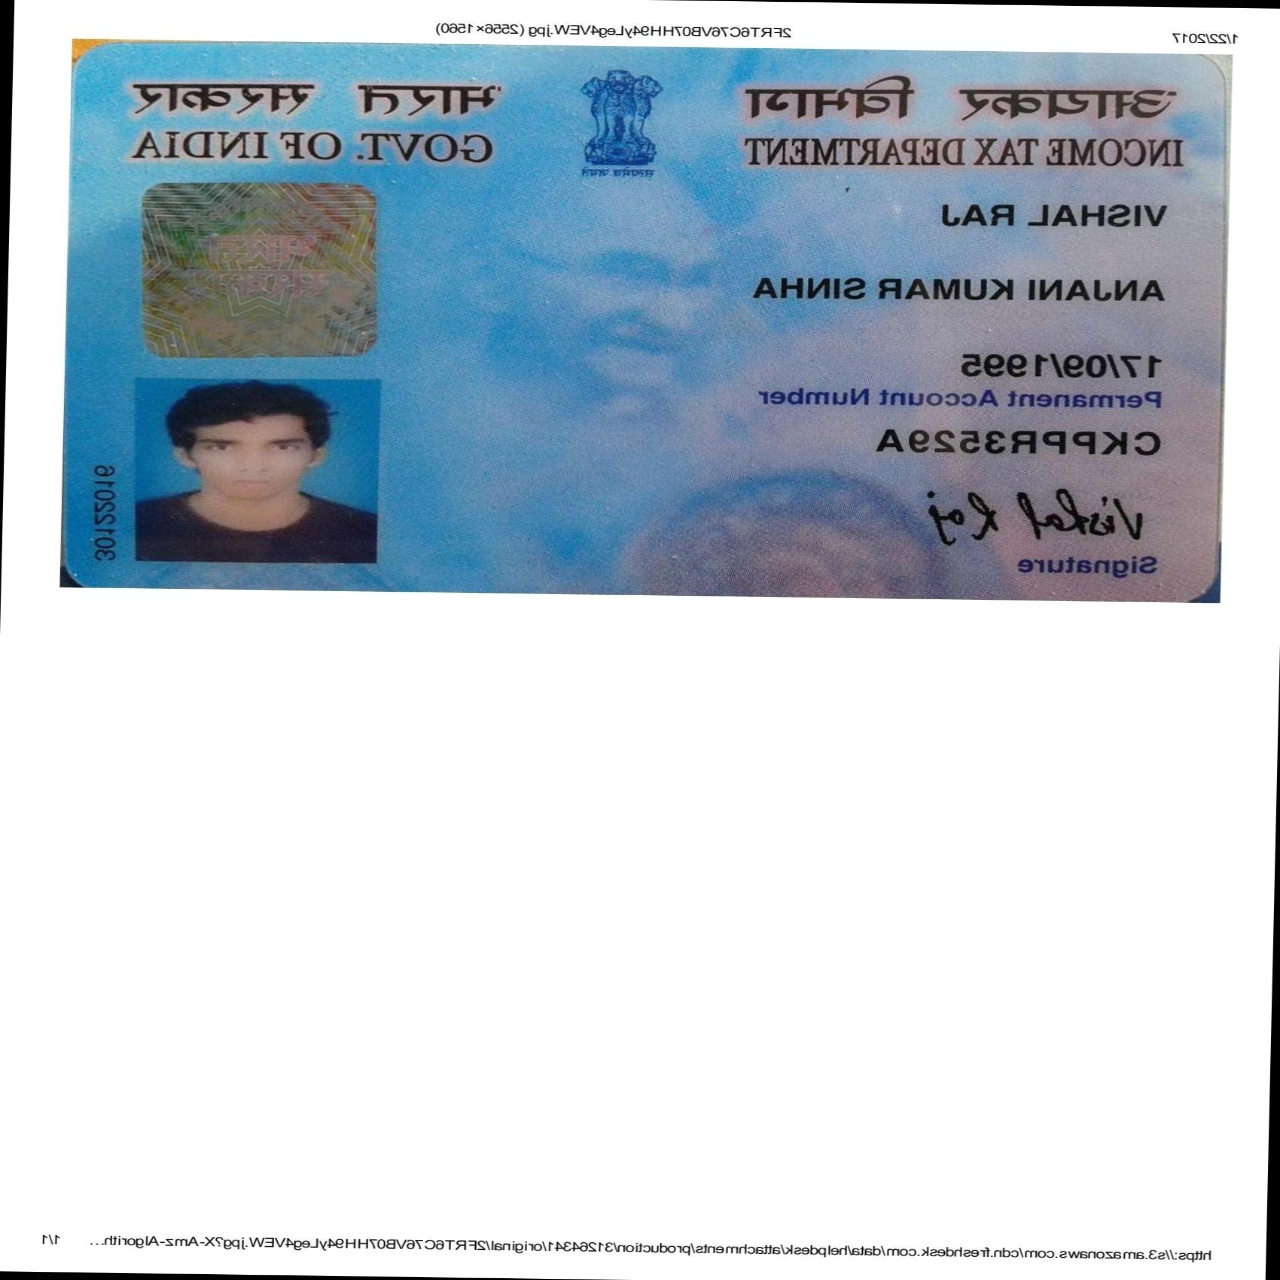 1/22/2017
2FRT6C76VB07HH94yLeg4VEW.jpg (2556×1560)
आयकर विभाग
INCOME TAX DEPARTMENT
सत्यमेव जयते
भारत सरकार
GOVT. OF INDIA
VISHAL RAJ
ANJANI KUMAR SINHA
17/09/1995
Permanent Account Number
CKPPR3529A
Vishal Raj
Signature
भारत
30122016
https://s3.amazonaws.com/cdn.freshdesk.com/data/helpdesk/attachments/production/31264341/original/2FRT6C76VB07HH94yLeg4VEW.jpg?X-Amz-Algorith…
1/1